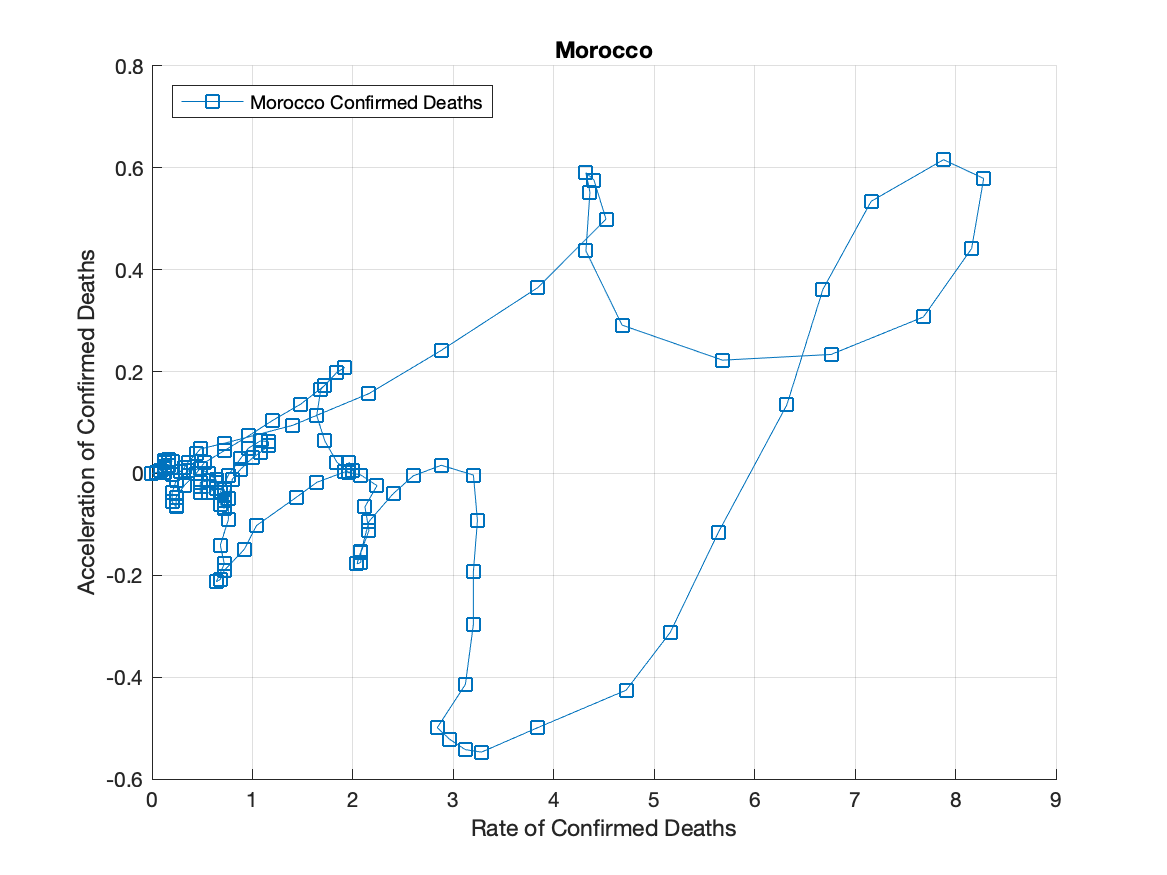 Morocco
Morocco Confirmed Deaths
0.8
0.6
0.4
0.2
0
-0.2
-0.4
-0.6
Acceleration of Confirmed Deaths
0 1 2 3 4 5 6 7 8 9
Rate of Confirmed Deaths